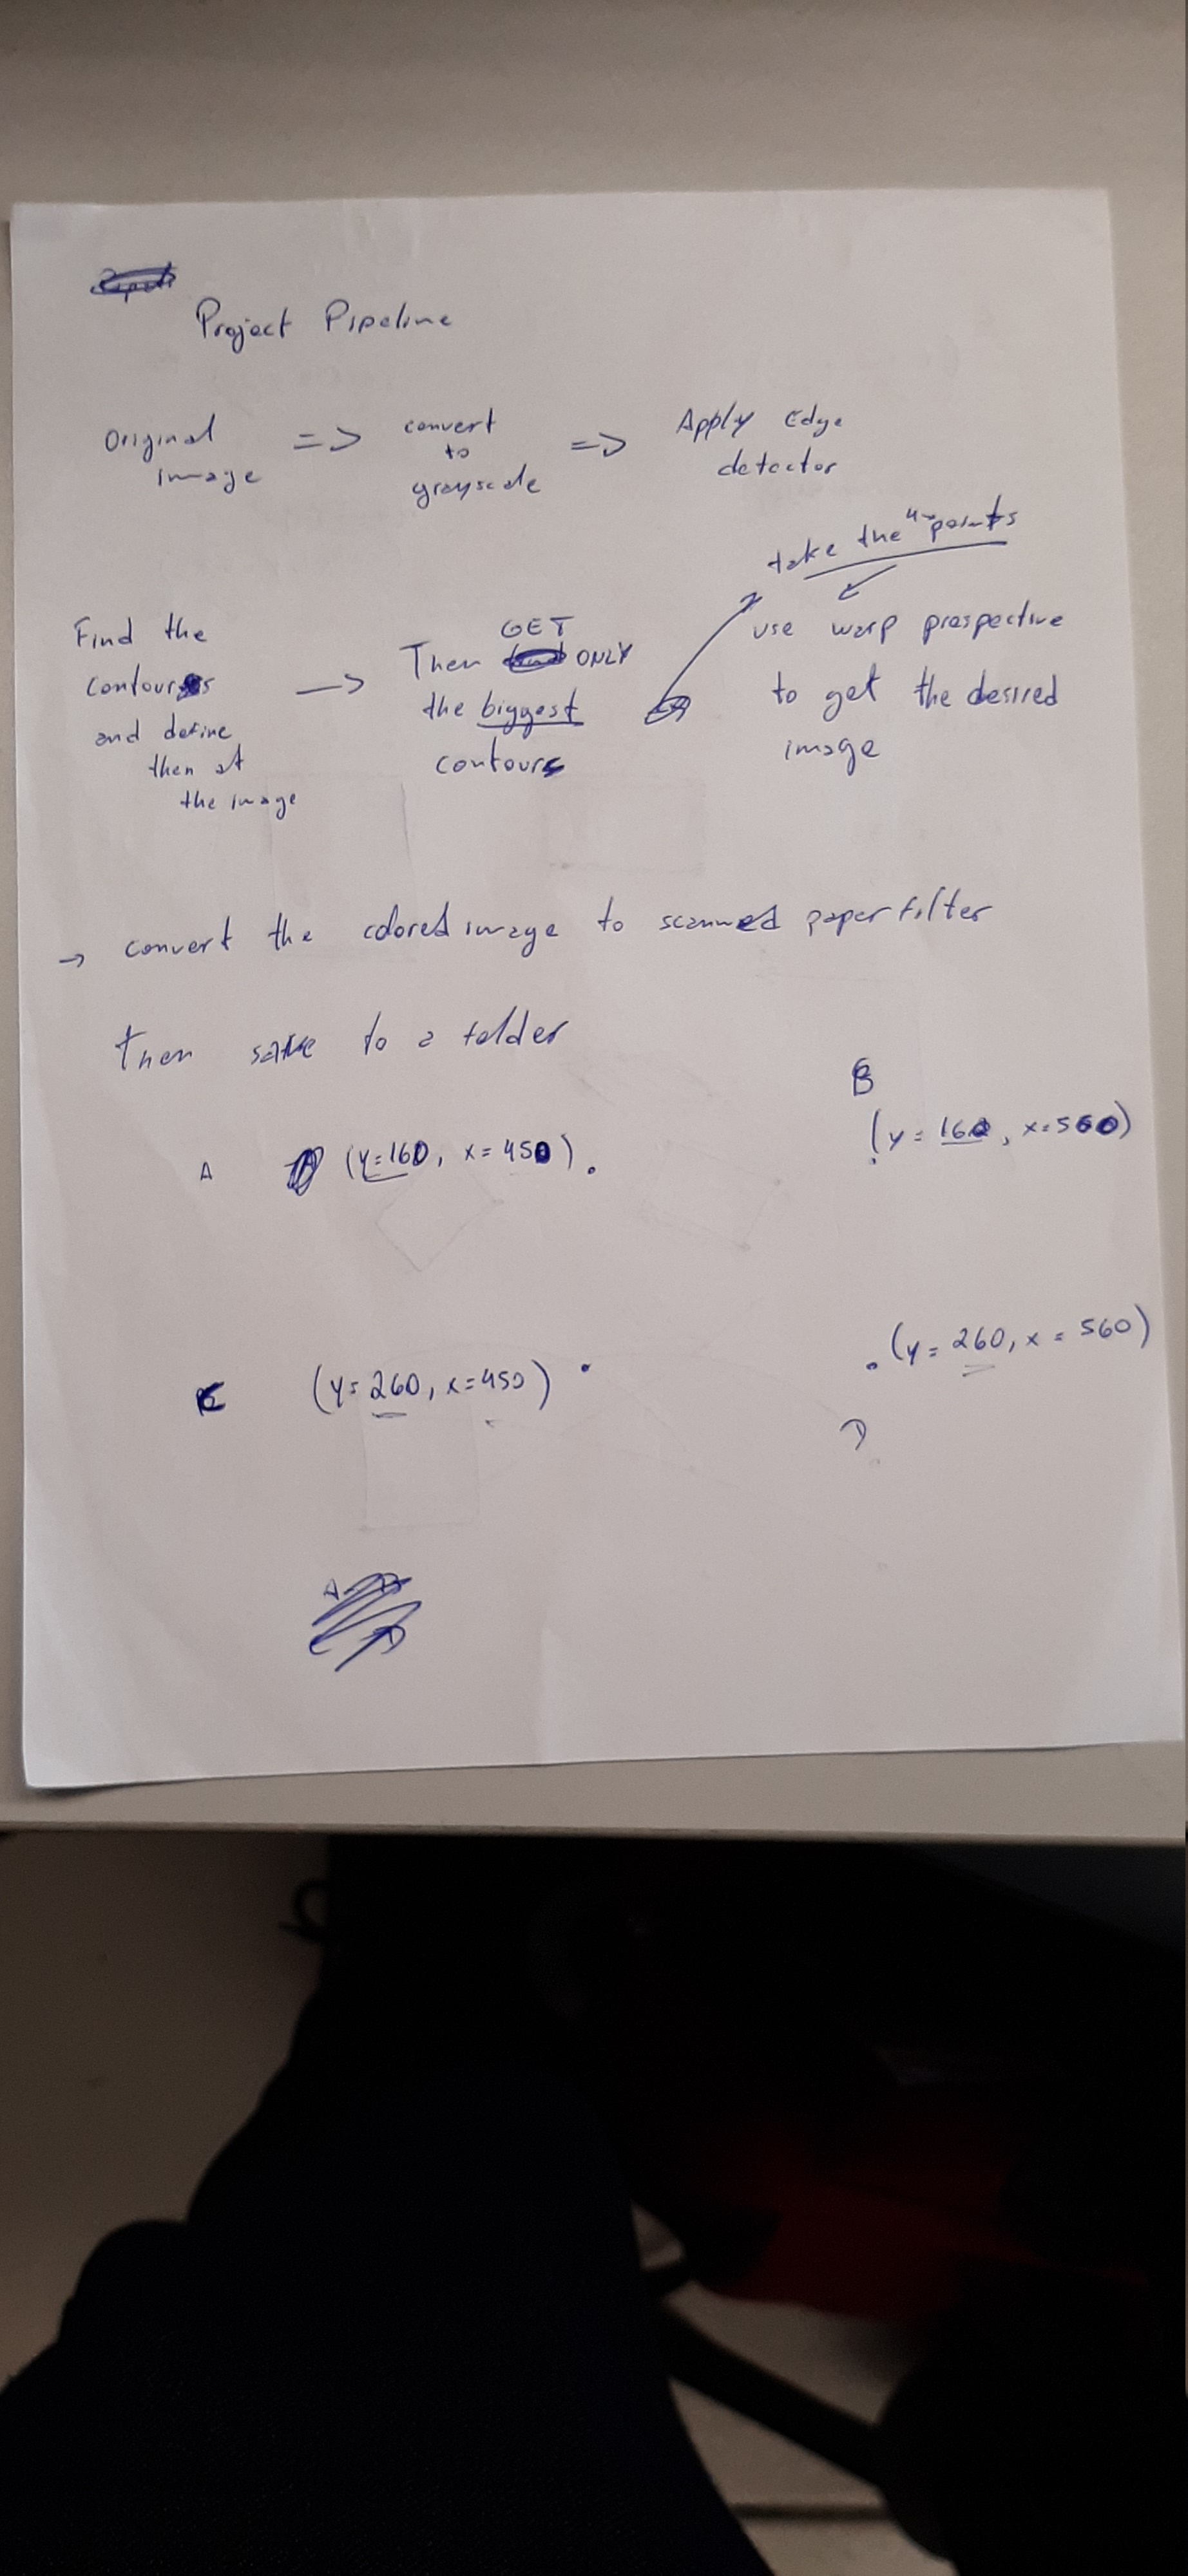 Project Pipeline
Original => convert => Apply Edge
image to detector
grayscale
take the 4 points
Find the GET use warp prospective
contours -> Then ONLY to get the desired
and define the biggest image
then at contours
the image
-> convert the colored image to scanned paper filter
then save to a folder
B
A (y=160, x=450) (y=160, x=560)
C (y=260, x=450) (y=260, x=560)